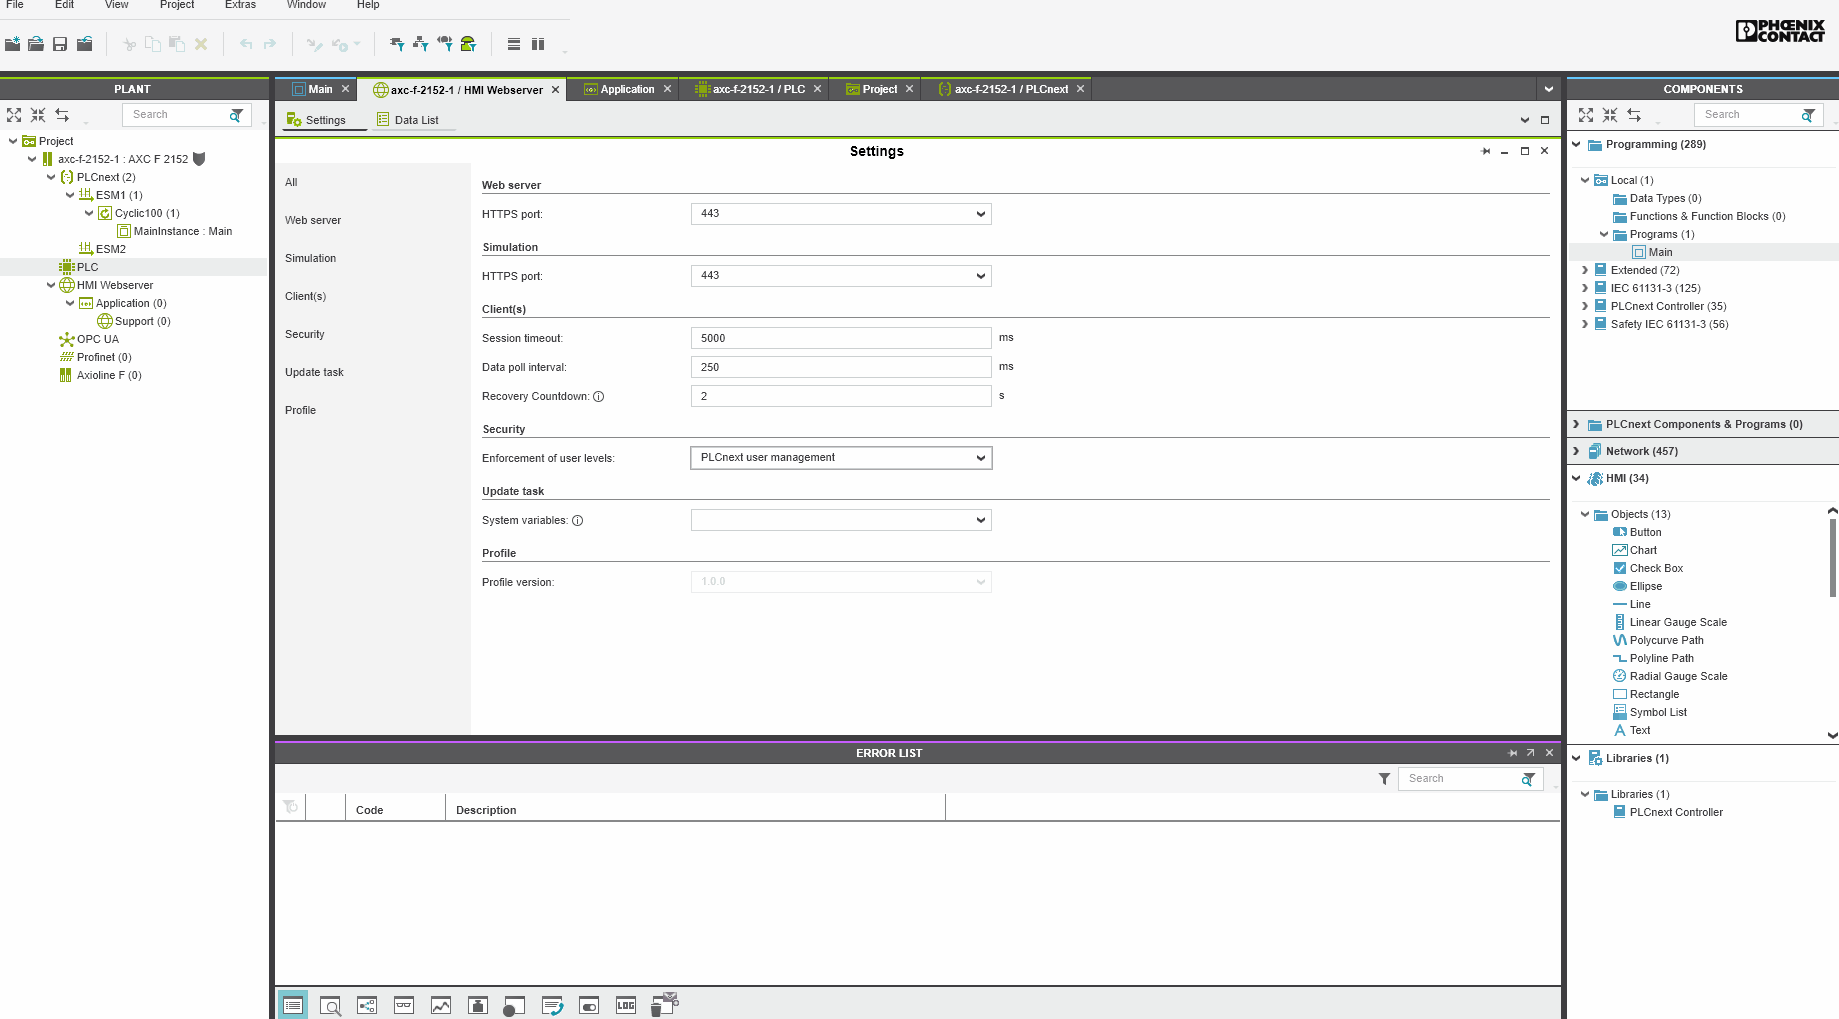 File Edit View Project Extras Window Help
PHŒNIX
CONTACT
PLANT
Search
Project
axc-f-2152-1 : AXC F 2152
PLCnext (2)
ESM1 (1)
Cyclic100 (1)
MainInstance : Main
ESM2
PLC
HMI Webserver
Application (0)
Support (0)
OPC UA
Profinet (0)
Axioline F (0)
Main
axc-f-2152-1 / HMI Webserver
Application
axc-f-2152-1 / PLC
Project
axc-f-2152-1 / PLCnext
Settings
Data List
Settings
All
Web server
Simulation
Client(s)
Security
Update task
Profile
Web server
HTTPS port: 443
Simulation
HTTPS port: 443
Client(s)
Session timeout: 5000 ms
Data poll interval: 250 ms
Recovery Countdown: 2 s
Security
Enforcement of user levels: PLCnext user management
Update task
System variables:
Profile
Profile version: 1.0.0
ERROR LIST
Search
Code Description
LOG
COMPONENTS
Search
Programming (289)
Local (1)
Data Types (0)
Functions & Function Blocks (0)
Programs (1)
Main
Extended (72)
IEC 61131-3 (125)
PLCnext Controller (35)
Safety IEC 61131-3 (56)
PLCnext Components & Programs (0)
Network (457)
HMI (34)
Objects (13)
Button
Chart
Check Box
Ellipse
Line
Linear Gauge Scale
Polycurve Path
Polyline Path
Radial Gauge Scale
Rectangle
Symbol List
Text
Libraries (1)
Libraries (1)
PLCnext Controller